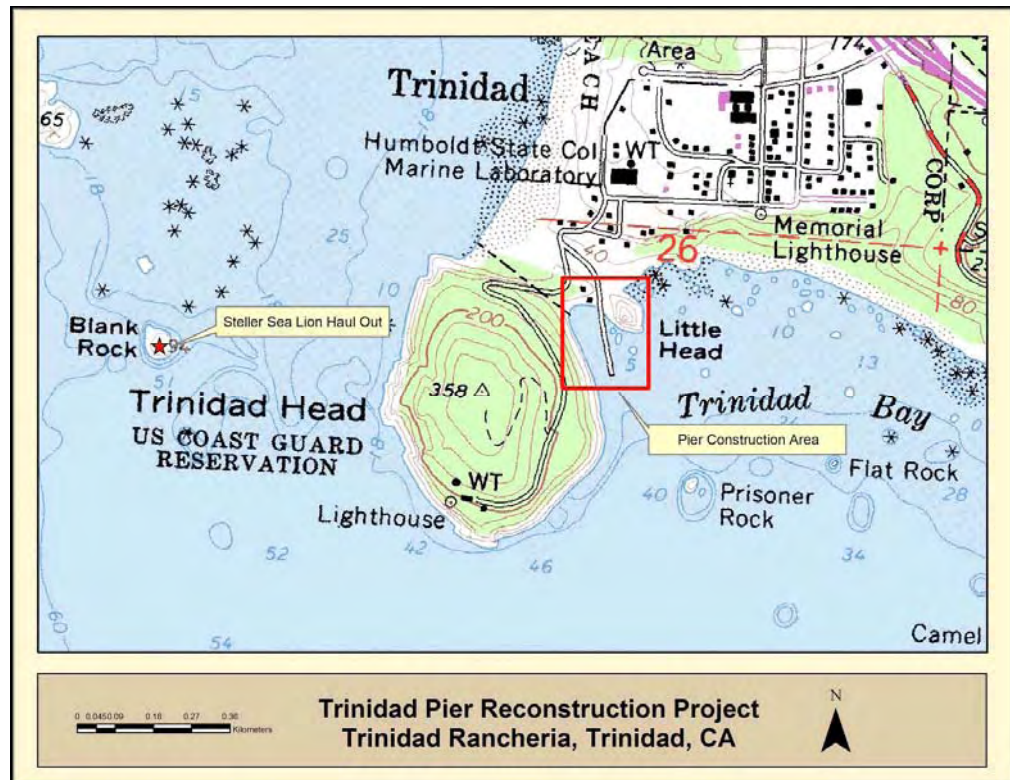 65
5
18
18
Trinidad
Area
174
EACH
Humboldt State Col
Marine Laboratory
WT
CORP
Memorial
Lighthouse
26
40
80
25
10
200
Blank
Rock
94
Steller Sea Lion Haul Out
51
Little
Head
5
10
13
358
Trinidad Head
US COAST GUARD
RESERVATION
Trinidad Bay
Pier Construction Area
Flat Rock
28
40
Prisoner
Rock
WT
Lighthouse
42
46
52
34
60
54
Camel
Trinidad Pier Reconstruction Project
Trinidad Rancheria, Trinidad, CA
0 0.045 0.09 0.18 0.27 0.36
Kilometers
N